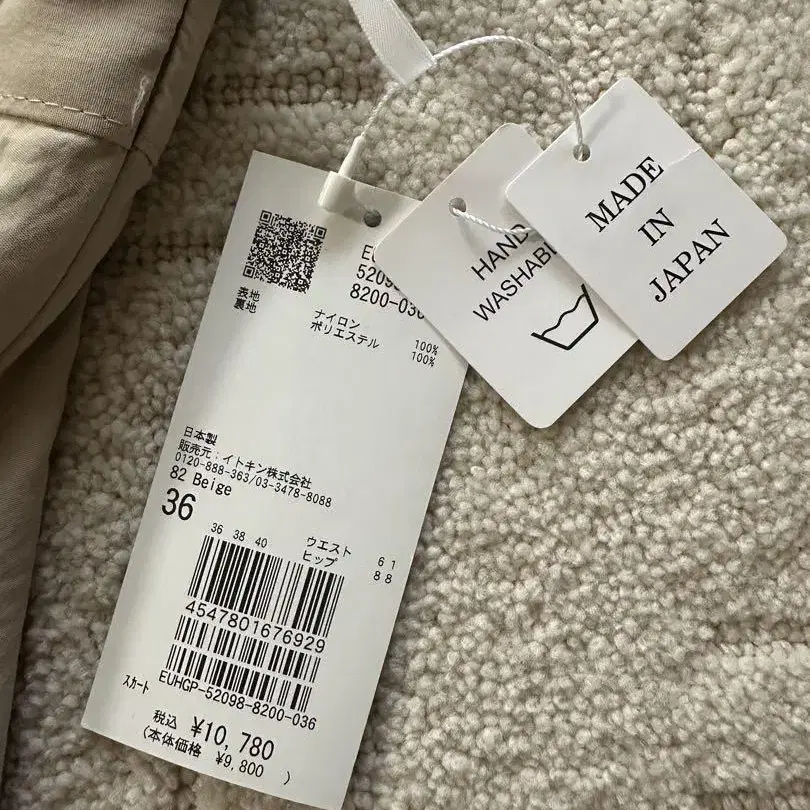 52098
8200-036
表地
裏地
ナイロン 100%
ポリエステル 100%
日本製
販売元:イトキン株式会社
0120-888-363/03-3478-8088
82 Beige
36
36 38 40
ウエスト 61
ヒップ 88
4547801676929
EUHGP-52098-8200-036
スカート
税込 ¥10,780
(本体価格 ¥9,800 )
HAND
WASHABLE
MADE
IN
JAPAN